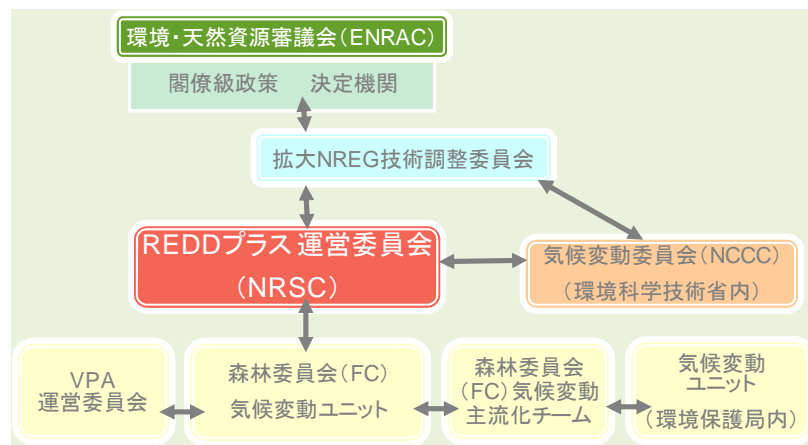 環境・天然資源審議会(ENRAC)
閣僚級政策　決定機関
拡大NREG技術調整委員会
REDDプラス 運営委員会
(NRSC)
気候変動委員会(NCCC)
(環境科学技術省内)
VPA
運営委員会
森林委員会(FC)
気候変動ユニット
森林委員会
(FC)気候変動
主流化チーム
気候変動
ユニット
(環境保護局内)